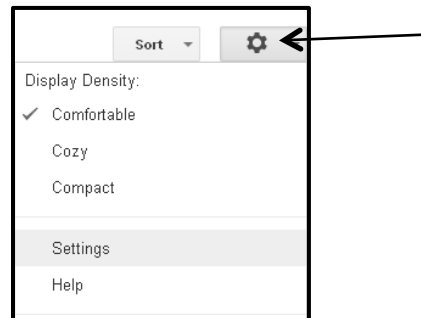 Sort
Display Density:
Comfortable
Cozy
Compact
Settings
Help